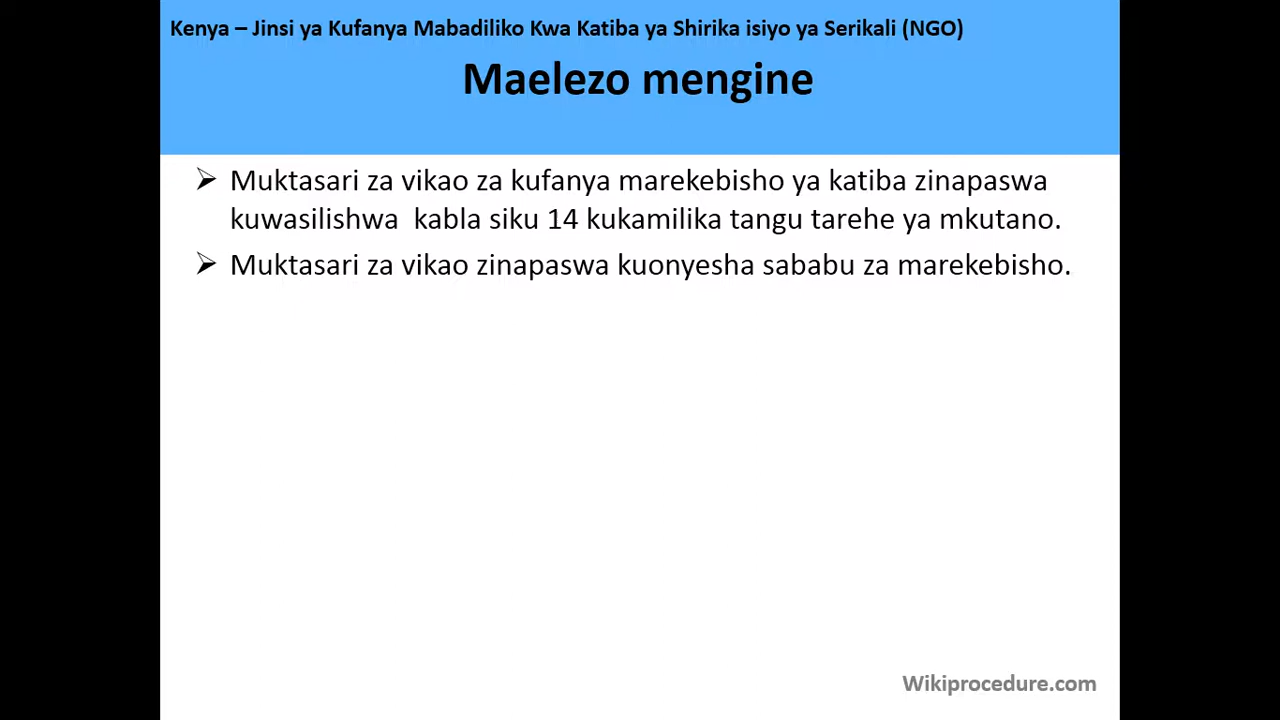 Kenya – Jinsi ya Kufanya Mabadiliko Kwa Katiba ya Shirika isiyo ya Serikali (NGO)
Maelezo mengine
➢ Muktasari za vikao za kufanya marekebisho ya katiba zinapaswa
kuwasilishwa kabla siku 14 kukamilika tangu tarehe ya mkutano.
➢ Muktasari za vikao zinapaswa kuonyesha sababu za marekebisho.
Wikiprocedure.com